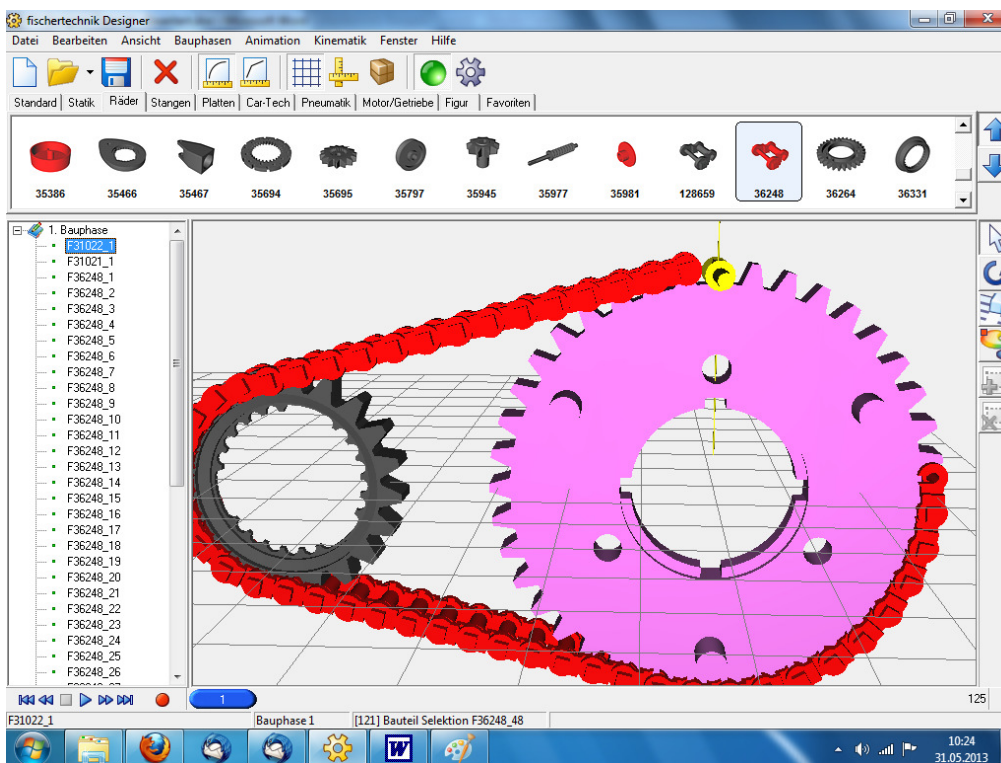 fischertechnik Designer
Datei Bearbeiten Ansicht Bauphasen Animation Kinematik Fenster Hilfe
Standard Statik Räder Stangen Platten Car-Tech Pneumatik Motor/Getriebe Figur Favoriten
35386 35466 35467 35694 35695 35797 35945 35977 35981 128659 36248 36264 36331
1. Bauphase
F31022_1
F31021_1
F36248_1
F36248_2
F36248_3
F36248_4
F36248_5
F36248_6
F36248_7
F36248_8
F36248_9
F36248_10
F36248_11
F36248_12
F36248_13
F36248_14
F36248_15
F36248_16
F36248_17
F36248_18
F36248_19
F36248_20
F36248_21
F36248_22
F36248_23
F36248_24
F36248_25
F36248_26
1 125
F31022_1 Bauphase 1 [121] Bauteil Selektion F36248_48
W 10:24
31.05.2013